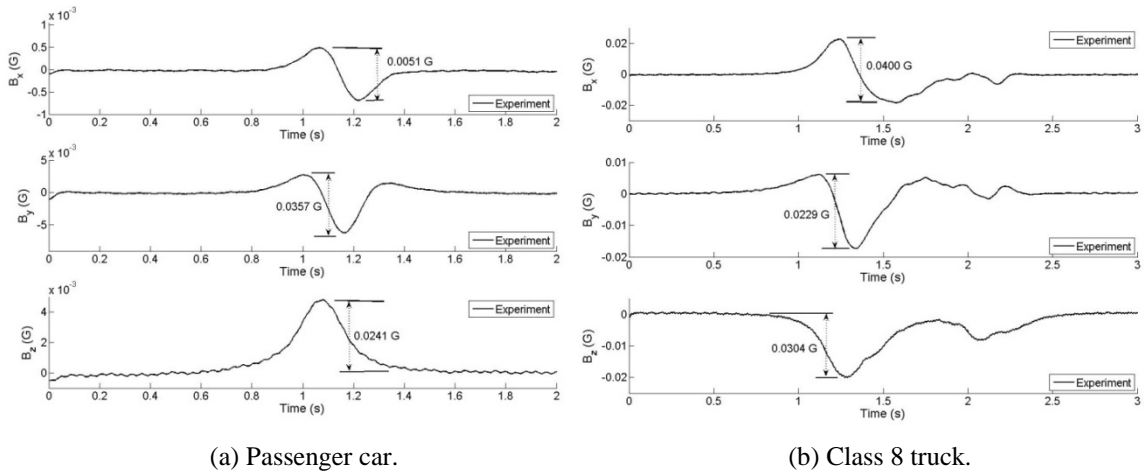 x 10⁻³
1
0.5
0
-0.5
-1
Bx (G)
0.0051 G
Experiment
0 0.2 0.4 0.6 0.8 1 1.2 1.4 1.6 1.8 2
Time (s)
x 10⁻³
5
0
-5
By (G)
0.0357 G
Experiment
0 0.2 0.4 0.6 0.8 1 1.2 1.4 1.6 1.8 2
Time (s)
x 10⁻³
4
2
0
Bz (G)
0.0241 G
Experiment
0 0.2 0.4 0.6 0.8 1 1.2 1.4 1.6 1.8 2
Time (s)
(a) Passenger car.
0.02
0
-0.02
Bx (G)
0.0400 G
Experiment
0 0.5 1 1.5 2 2.5 3
Time (s)
0.01
0
-0.01
-0.02
By (G)
0.0229 G
Experiment
0 0.5 1 1.5 2 2.5 3
Time (s)
0
-0.01
-0.02
Bz (G)
0.0304 G
Experiment
0 0.5 1 1.5 2 2.5 3
Time (s)
(b) Class 8 truck.